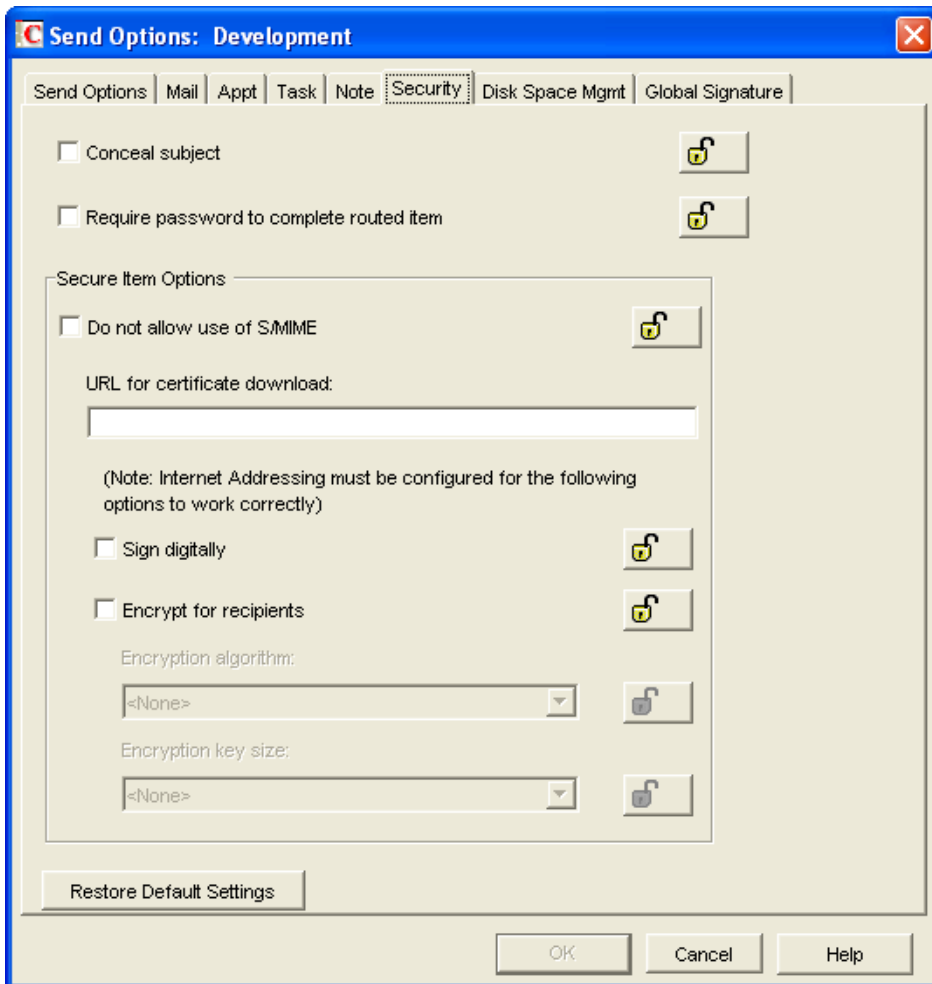 C Send Options: Development
Send Options Mail Appt Task Note Security Disk Space Mgmt Global Signature
Conceal subject
Require password to complete routed item
Secure Item Options
Do not allow use of S/MIME
URL for certificate download:
(Note: Internet Addressing must be configured for the following
options to work correctly)
Sign digitally
Encrypt for recipients
Encryption algorithm:
<None>
Encryption key size:
<None>
Restore Default Settings
OK Cancel Help